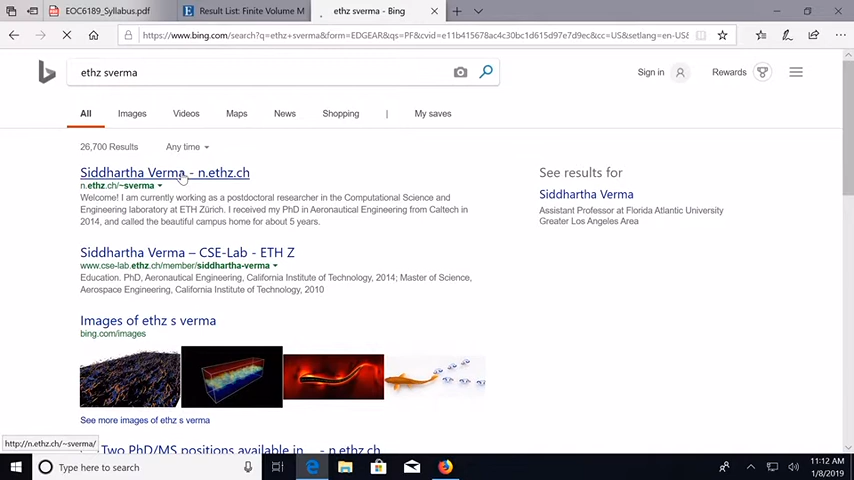 EOC6189_Syllabus.pdf
Result List: Finite Volume M
ethz sverma - Bing
https://www.bing.com/search?q=ethz+sverma&form=EDGEAR&qs=PF&cvid=e11b415678ac4c30bc1d615d97e7d9ec&cc=US&setlang=en-US&
ethz sverma
Sign in
Rewards
All Images Videos Maps News Shopping | My saves
26,700 Results Any time
Siddhartha Verma - n.ethz.ch
n.ethz.ch/~sverma
Welcome! I am currently working as a postdoctoral researcher in the Computational Science and
Engineering laboratory at ETH Zürich. I received my PhD in Aeronautical Engineering from Caltech in
2014, and called the beautiful campus home for about 5 years.
See results for
Siddhartha Verma
Assistant Professor at Florida Atlantic University
Greater Los Angeles Area
Siddhartha Verma – CSE-Lab - ETH Z
www.cse-lab.ethz.ch/member/siddhartha-verma
Education. PhD, Aeronautical Engineering, California Institute of Technology, 2014; Master of Science,
Aerospace Engineering, California Institute of Technology, 2010
Images of ethz s verma
bing.com/images
See more images of ethz s verma
http://n.ethz.ch/~sverma/
Two PhD/MS positions available in... - n.ethz.ch
Type here to search
11:12 AM
1/8/2019